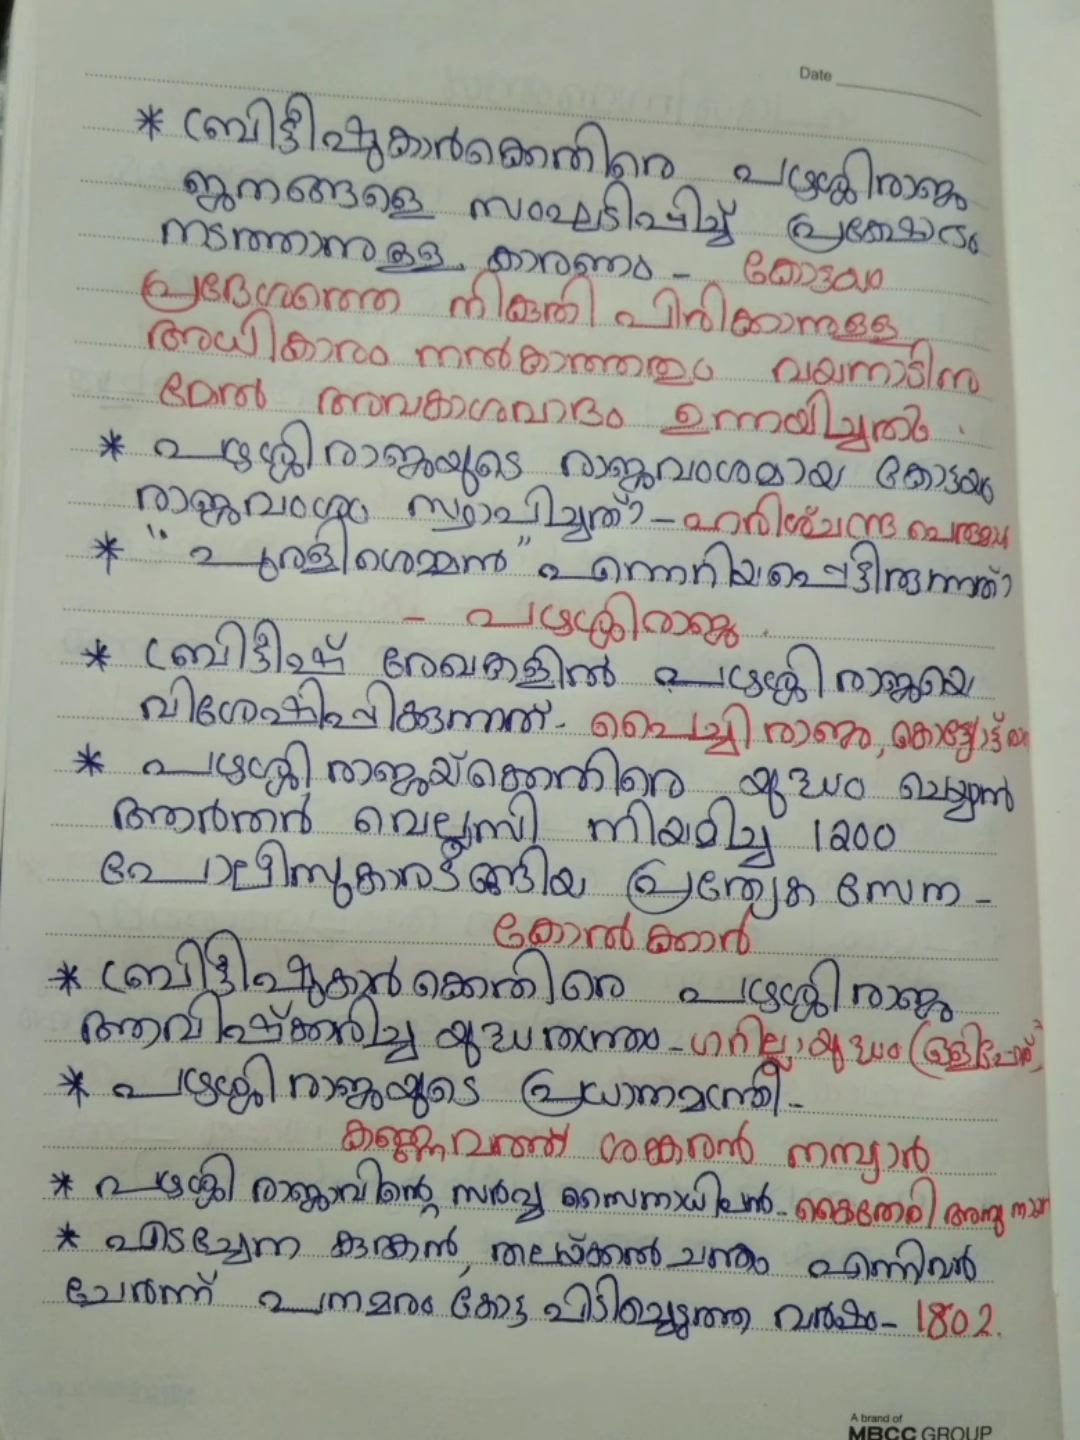 Date
* ബ്രിട്ടീഷുകാർക്കെതിരെ പഴശ്ശിരാജ
ജനങ്ങളെ സംഘടിപ്പിച്ച് പ്രക്ഷോഭം
നടത്താനുള്ള കാരണം - കോട്ടയം
പ്രദേശത്തെ നികുതി പിരിക്കാനുള്ള
അധികാരം നൽകാത്തതും വയനാടിനു
മേൽ അവകാശവാദം ഉന്നയിച്ചതും.
* പഴശ്ശിരാജയുടെ രാജവംശമായ കോട്ടയം
രാജവംശം സ്ഥാപിച്ചത്? - ഹരിശ്ചന്ദ്ര പെരുമാൾ
* "പുരളിശെമ്മൻ" എന്നറിയപ്പെട്ടിരുന്നത്?
- പഴശ്ശിരാജ.
* ബ്രിട്ടീഷ് രേഖകളിൽ പഴശ്ശിരാജയെ
വിശേഷിപ്പിക്കുന്നത് - പൈച്ചി രാജ, കൊട്ട്യോട്ട്
* പഴശ്ശിരാജയ്ക്കെതിരെ യുദ്ധം ചെയ്യാൻ
ആർതർ വെല്ലസ്ലി നിയമിച്ച 1200
പോലീസുകാരടങ്ങിയ പ്രത്യേക സേന -
കോൽക്കാർ
* ബ്രിട്ടീഷുകാർക്കെതിരെ പഴശ്ശിരാജ
ആവിഷ്ക്കരിച്ച യുദ്ധതന്ത്രം - ഗറില്ലാ യുദ്ധം (ഒളിപ്പോര്)
* പഴശ്ശിരാജയുടെ പ്രധാനമന്ത്രി -
കണ്ണവത്ത് ശങ്കരൻ നമ്പ്യാർ
* പഴശ്ശിരാജാവിന്റെ സർവ്വ സൈന്യാധിപൻ - കൈതേരി അമ്പു നായർ
* എടച്ചേന കുങ്കൻ, തലയ്ക്കൽ ചന്തു എന്നിവർ
ചേർന്ന് പനമരം കോട്ട പിടിച്ചെടുത്ത വർഷം - 1802.
A brand of
MBCC GROUP